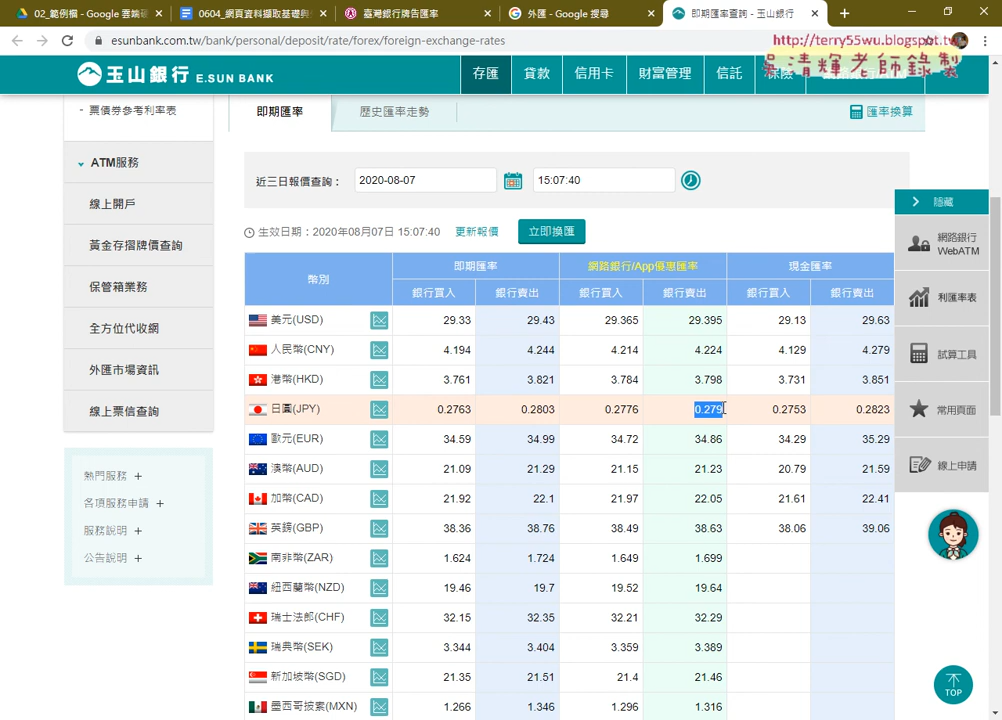 02_範例檔 - Google 雲端硬
0604_網頁資料擷取基礎與
臺灣銀行牌告匯率
外匯 - Google 搜尋
即期匯率查詢 - 玉山銀行
esunbank.com.tw/bank/personal/deposit/rate/forex/foreign-exchange-rates
http://terry55wu.blogspot.tw
吳清輝老師錄製
玉山銀行 E.SUN BANK
存匯
貸款
信用卡
財富管理
信託
保險
- 票債券參考利率表
ATM服務
線上開戶
黃金存摺牌價查詢
保管箱業務
全方位代收網
外匯市場資訊
線上票信查詢
熱門服務 +
各項服務申請 +
服務說明 +
公告說明 +
即期匯率
歷史匯率走勢
匯率換算
近三日報價查詢：
2020-08-07
15:07:40
生效日期：2020年08月07日 15:07:40 更新報價 立即換匯
幣別 即期匯率 網路銀行/App優惠匯率 現金匯率
銀行買入 銀行賣出 銀行買入 銀行賣出 銀行買入 銀行賣出
美元(USD) 29.33 29.43 29.365 29.395 29.13 29.63
人民幣(CNY) 4.194 4.244 4.214 4.224 4.129 4.279
港幣(HKD) 3.761 3.821 3.784 3.798 3.731 3.851
日圓(JPY) 0.2763 0.2803 0.2776 0.279 0.2753 0.2823
歐元(EUR) 34.59 34.99 34.72 34.86 34.29 35.29
澳幣(AUD) 21.09 21.29 21.15 21.23 20.79 21.59
加幣(CAD) 21.92 22.1 21.97 22.05 21.61 22.41
英鎊(GBP) 38.36 38.76 38.49 38.63 38.06 39.06
南非幣(ZAR) 1.624 1.724 1.649 1.699
紐西蘭幣(NZD) 19.46 19.7 19.52 19.64
瑞士法郎(CHF) 32.15 32.35 32.21 32.29
瑞典幣(SEK) 3.344 3.404 3.359 3.389
新加坡幣(SGD) 21.35 21.51 21.4 21.46
墨西哥披索(MXN) 1.266 1.346 1.296 1.316
隱藏
網路銀行
WebATM
利匯率表
試算工具
常用頁面
線上申請
TOP